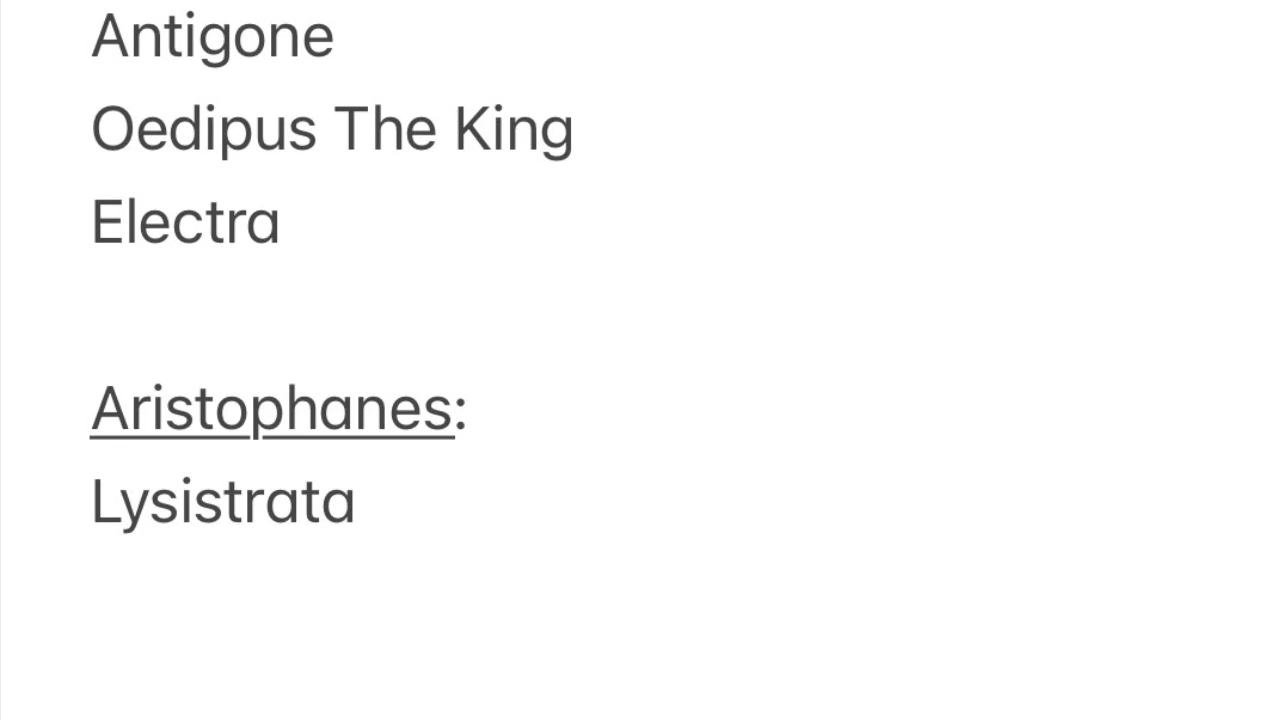 Antigone
Oedipus The King
Electra
Aristophanes:
Lysistrata